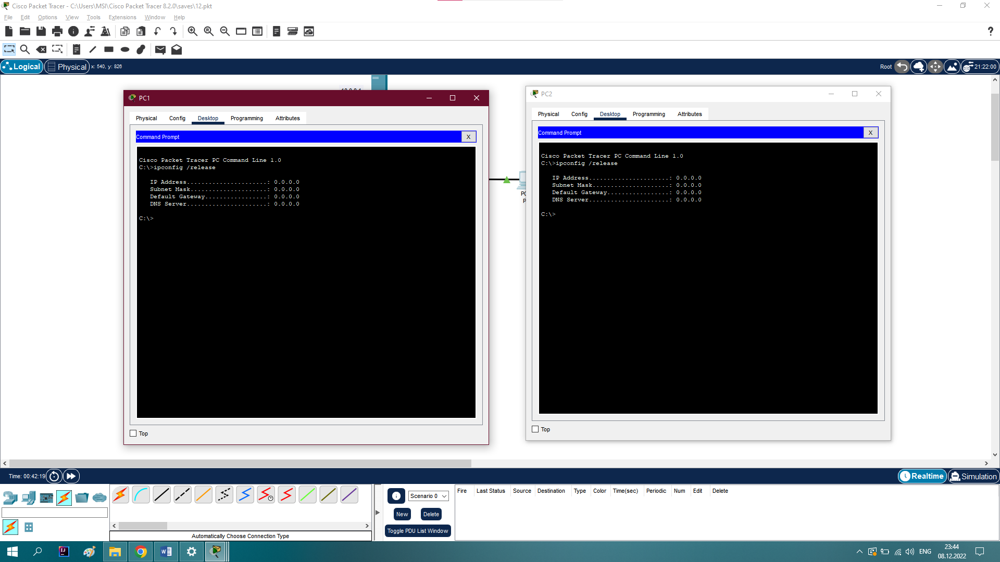 Cisco Packet Tracer - C:\Users\MSI\Cisco Packet Tracer 8.2.0\saves\12.pkt
File Edit Options View Tools Extensions Window Help
Logical Physical x: 540, y: 826 Root 21:22:00
PC1
Physical Config Desktop Programming Attributes
Command Prompt X
Cisco Packet Tracer PC Command Line 1.0
C:\>ipconfig /release
IP Address......................: 0.0.0.0
Subnet Mask.....................: 0.0.0.0
Default Gateway.................: 0.0.0.0
DNS Server......................: 0.0.0.0
C:\>
Top
PC2
Physical Config Desktop Programming Attributes
Command Prompt X
Cisco Packet Tracer PC Command Line 1.0
C:\>ipconfig /release
IP Address......................: 0.0.0.0
Subnet Mask.....................: 0.0.0.0
Default Gateway.................: 0.0.0.0
DNS Server......................: 0.0.0.0
C:\>
Top
Time: 00:42:19 Realtime Simulation
Scenario 0
New Delete
Toggle PDU List Window
Fire Last Status Source Destination Type Color Time(sec) Periodic Num Edit Delete
Automatically Choose Connection Type
ENG
23:44
08.12.2022